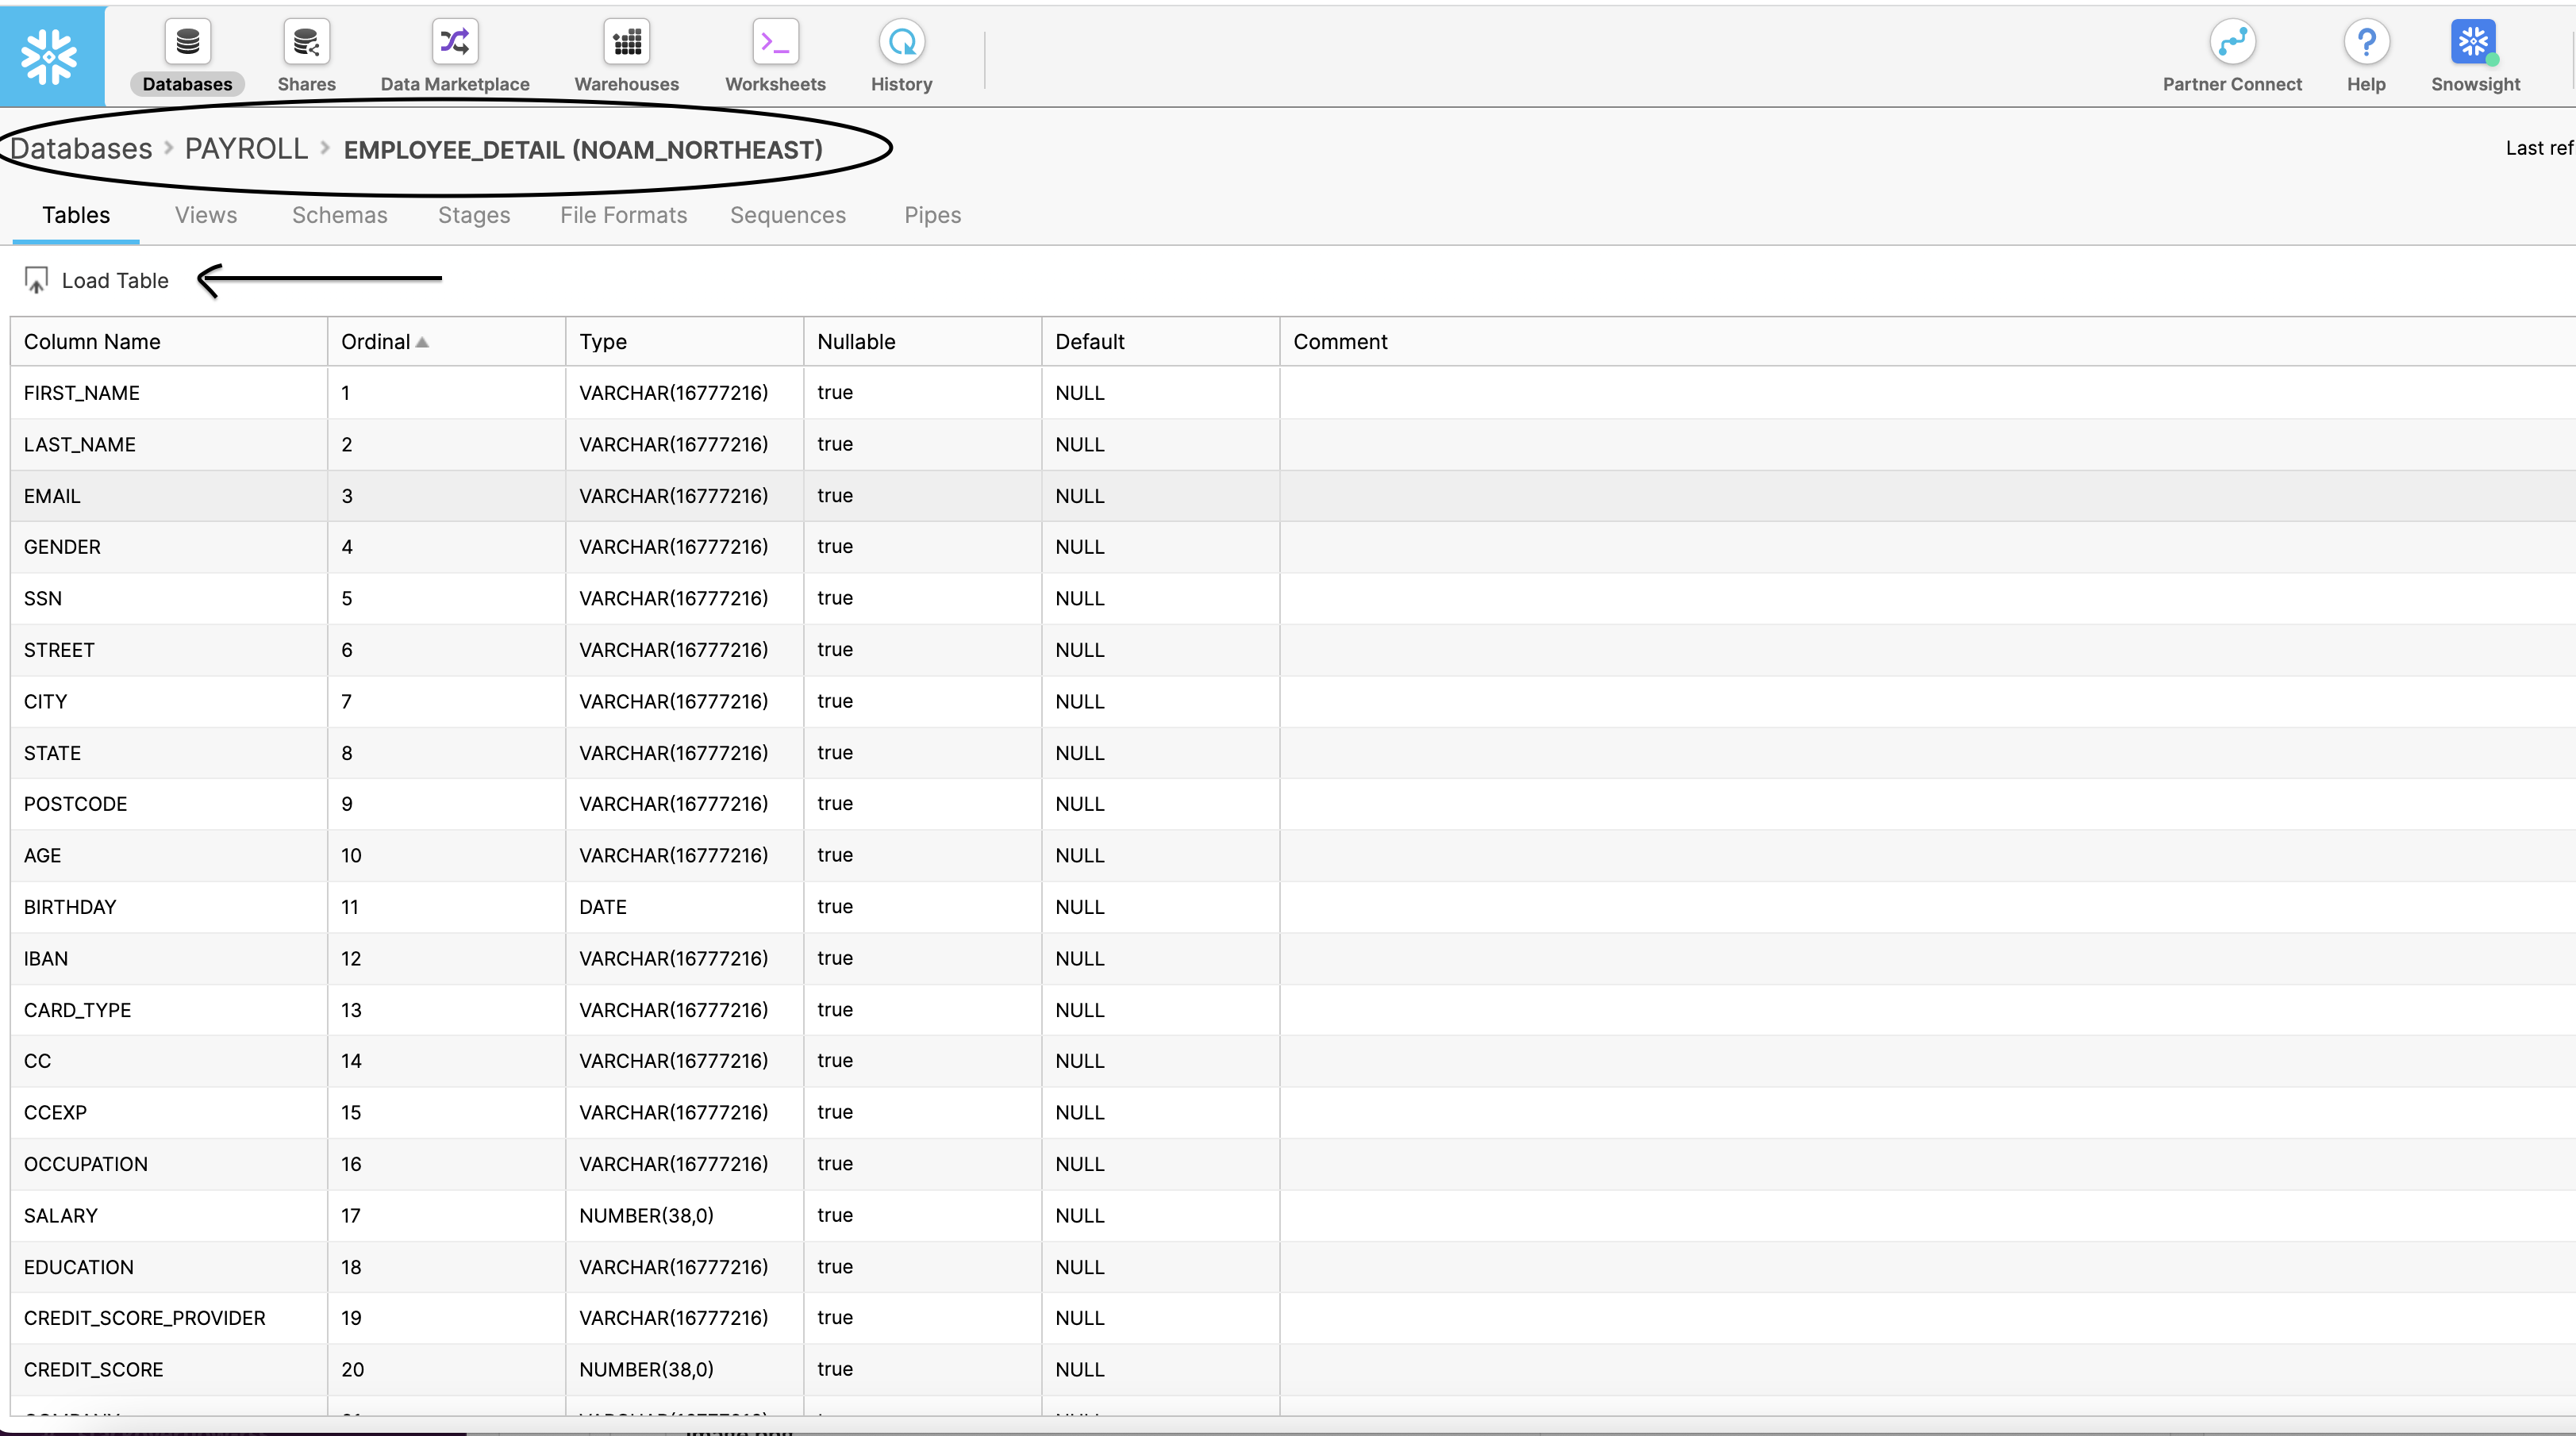 Databases Shares Data Marketplace Warehouses Worksheets History Partner Connect Help Snowsight
Databases > PAYROLL > EMPLOYEE_DETAIL (NOAM_NORTHEAST) Last ref
Tables Views Schemas Stages File Formats Sequences Pipes
Load Table
Column Name Ordinal Type Nullable Default Comment
FIRST_NAME 1 VARCHAR(16777216) true NULL
LAST_NAME 2 VARCHAR(16777216) true NULL
EMAIL 3 VARCHAR(16777216) true NULL
GENDER 4 VARCHAR(16777216) true NULL
SSN 5 VARCHAR(16777216) true NULL
STREET 6 VARCHAR(16777216) true NULL
CITY 7 VARCHAR(16777216) true NULL
STATE 8 VARCHAR(16777216) true NULL
POSTCODE 9 VARCHAR(16777216) true NULL
AGE 10 VARCHAR(16777216) true NULL
BIRTHDAY 11 DATE true NULL
IBAN 12 VARCHAR(16777216) true NULL
CARD_TYPE 13 VARCHAR(16777216) true NULL
CC 14 VARCHAR(16777216) true NULL
CCEXP 15 VARCHAR(16777216) true NULL
OCCUPATION 16 VARCHAR(16777216) true NULL
SALARY 17 NUMBER(38,0) true NULL
EDUCATION 18 VARCHAR(16777216) true NULL
CREDIT_SCORE_PROVIDER 19 VARCHAR(16777216) true NULL
CREDIT_SCORE 20 NUMBER(38,0) true NULL